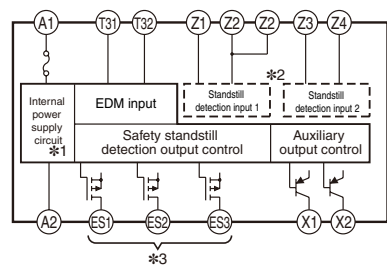 A1 T31 T32 Z1 Z2 Z2 Z3 Z4
*2
Internal
power
supply
circuit
*1
EDM input
Standstill
detection input 1
Standstill
detection input 2
Safety standstill
detection output control
Auxiliary
output control
A2 ES1 ES2 ES3 X1 X2
*3